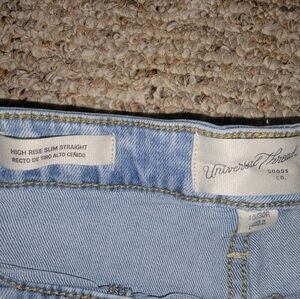 HIGH RISE SLIM STRAIGHT
RECTO DE TIRO ALTO CEÑIDO
Universal Thread
GOODS
CO.